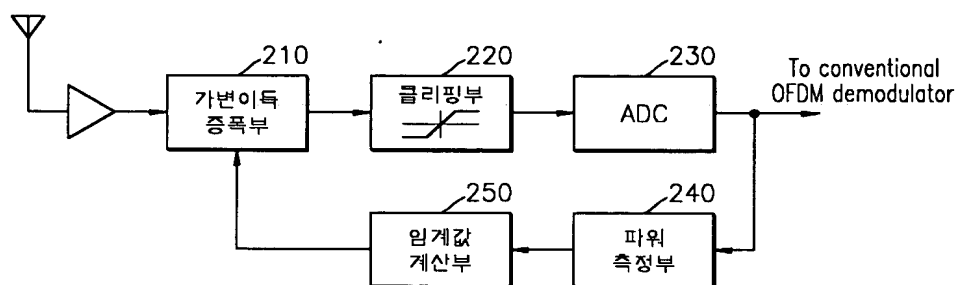 210
220
230
To conventional
OFDM demodulator
가변이득
증폭부
클리핑부
ADC
250
240
임계값
계산부
파워
측정부